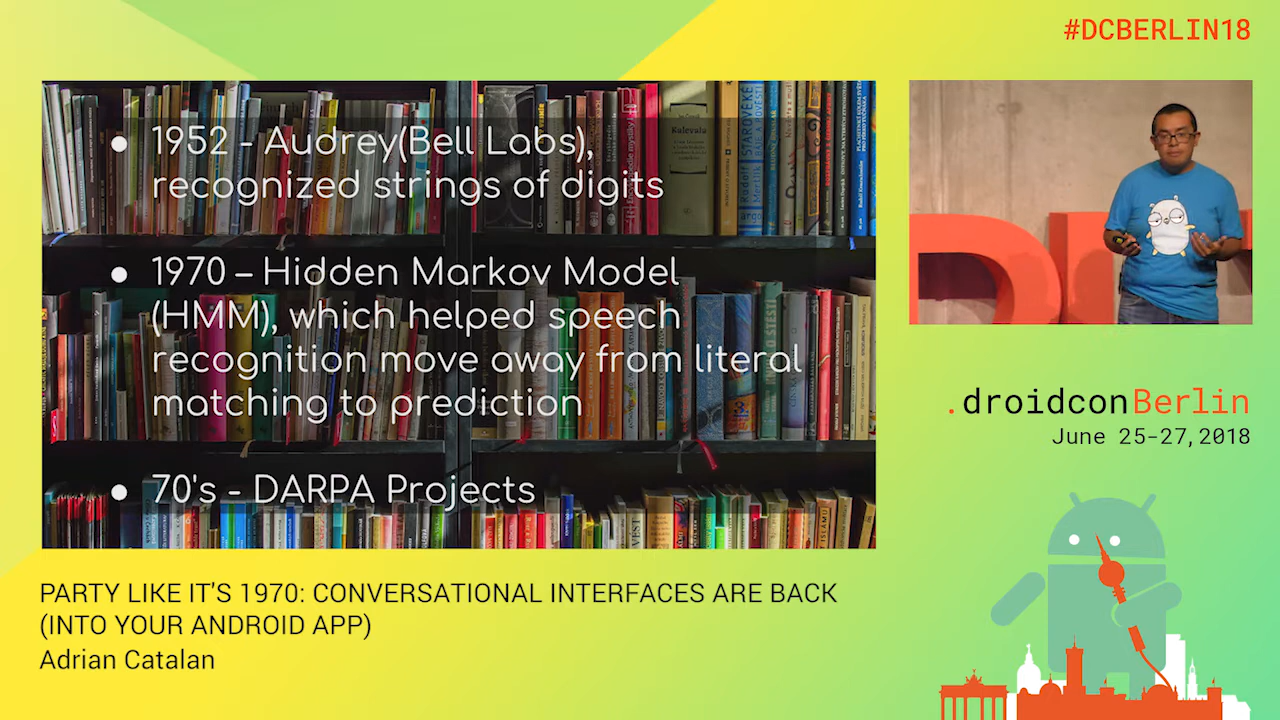 #DCBERLIN18
● 1952 - Audrey(Bell Labs),
recognized strings of digits
● 1970 – Hidden Markov Model
(HMM), which helped speech
recognition move away from literal
matching to prediction
● 70's - DARPA Projects
Kalevala
.droidconBerlin
June 25-27,2018
PARTY LIKE IT'S 1970: CONVERSATIONAL INTERFACES ARE BACK
(INTO YOUR ANDROID APP)
Adrian Catalan